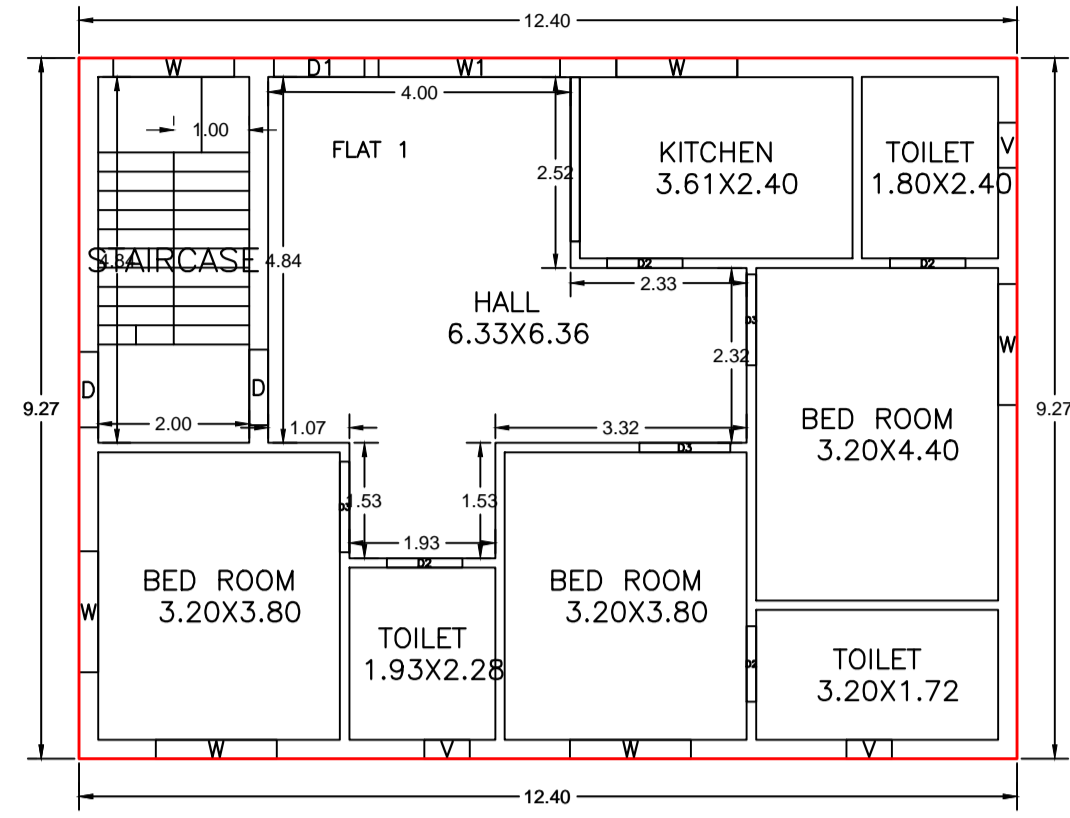 12.40
W
D1
W1
W
4.00
1.00
FLAT 1
2.52
KITCHEN
3.61X2.40
TOILET
1.80X2.40
V
STAIRCASE
4.84
4.84
D2
D2
2.33
HALL
6.33X6.36
D3
2.32
W
D
D
9.27
9.27
2.00
1.07
3.32
BED ROOM
3.20X4.40
D3
D3
1.53
1.53
1.93
D2
BED ROOM
3.20X3.80
BED ROOM
3.20X3.80
W
TOILET
1.93X2.28
D2
TOILET
3.20X1.72
W
V
W
V
12.40